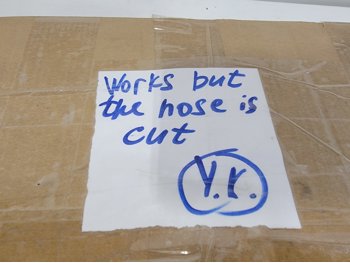 Works but
the hose is
cut
Y.r.